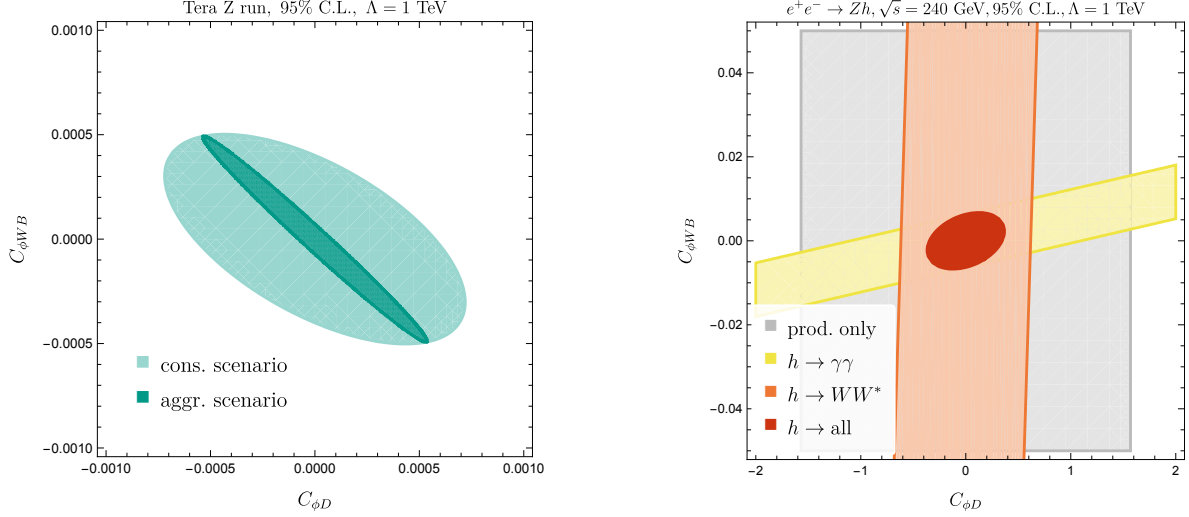 Tera Z run, 95% C.L., Λ = 1 TeV
0.0010
0.0005
0.0000
−0.0005
−0.0010
C_{ϕWB}
cons. scenario
aggr. scenario
−0.0010 −0.0005 0.0000 0.0005 0.0010
C_{ϕD}
e⁺e⁻ → Zh, √s = 240 GeV, 95% C.L., Λ = 1 TeV
0.04
0.02
0.00
−0.02
−0.04
C_{ϕWB}
prod. only
h → γγ
h → WW*
h → all
−2 −1 0 1 2
C_{ϕD}